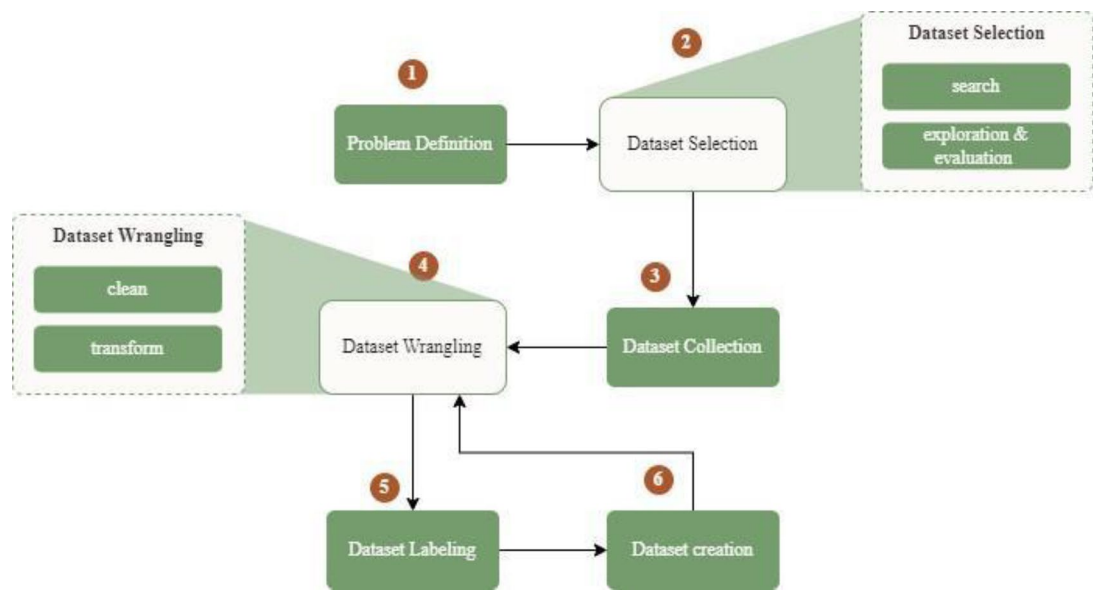 1
Problem Definition
2
Dataset Selection
Dataset Selection
search
exploration &
evaluation
3
Dataset Collection
4
Dataset Wrangling
Dataset Wrangling
clean
transform
5
Dataset Labeling
6
Dataset creation